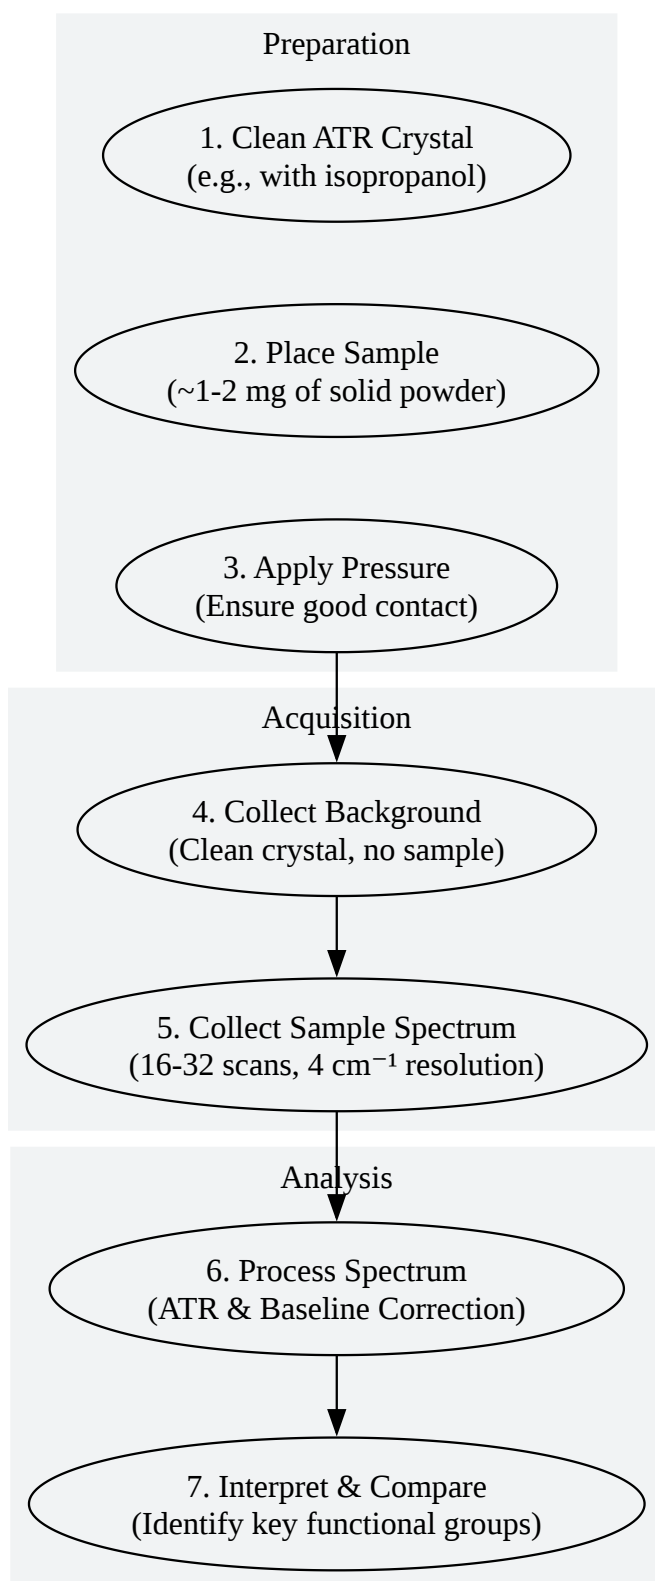 Preparation
1. Clean ATR Crystal
(e.g., with isopropanol)
2. Place Sample
(~1-2 mg of solid powder)
3. Apply Pressure
(Ensure good contact)
Acquisition
4. Collect Background
(Clean crystal, no sample)
5. Collect Sample Spectrum
(16-32 scans, 4 cm⁻¹ resolution)
Analysis
6. Process Spectrum
(ATR & Baseline Correction)
7. Interpret & Compare
(Identify key functional groups)